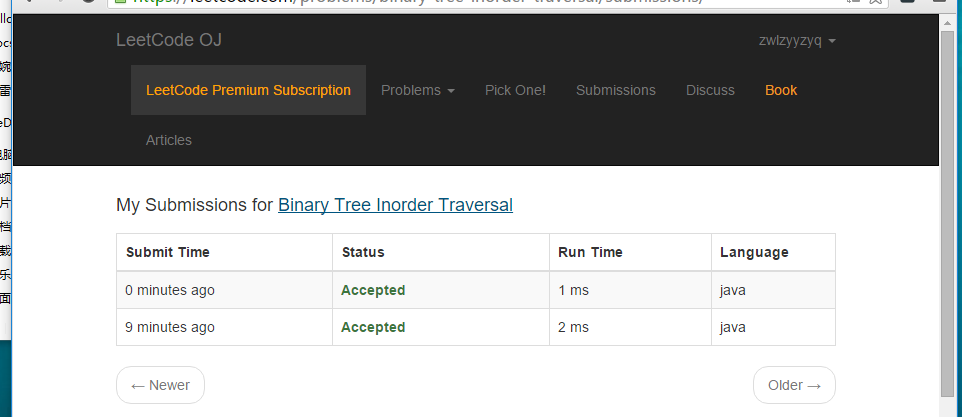 https://leetcode.com/problems/binary-tree-inorder-traversal/submissions/
LeetCode OJ
zwlzyyzyq
LeetCode Premium Subscription
Problems
Pick One!
Submissions
Discuss
Book
Articles
My Submissions for Binary Tree Inorder Traversal
Submit Time Status Run Time Language
0 minutes ago Accepted 1 ms java
9 minutes ago Accepted 2 ms java
← Newer
Older →